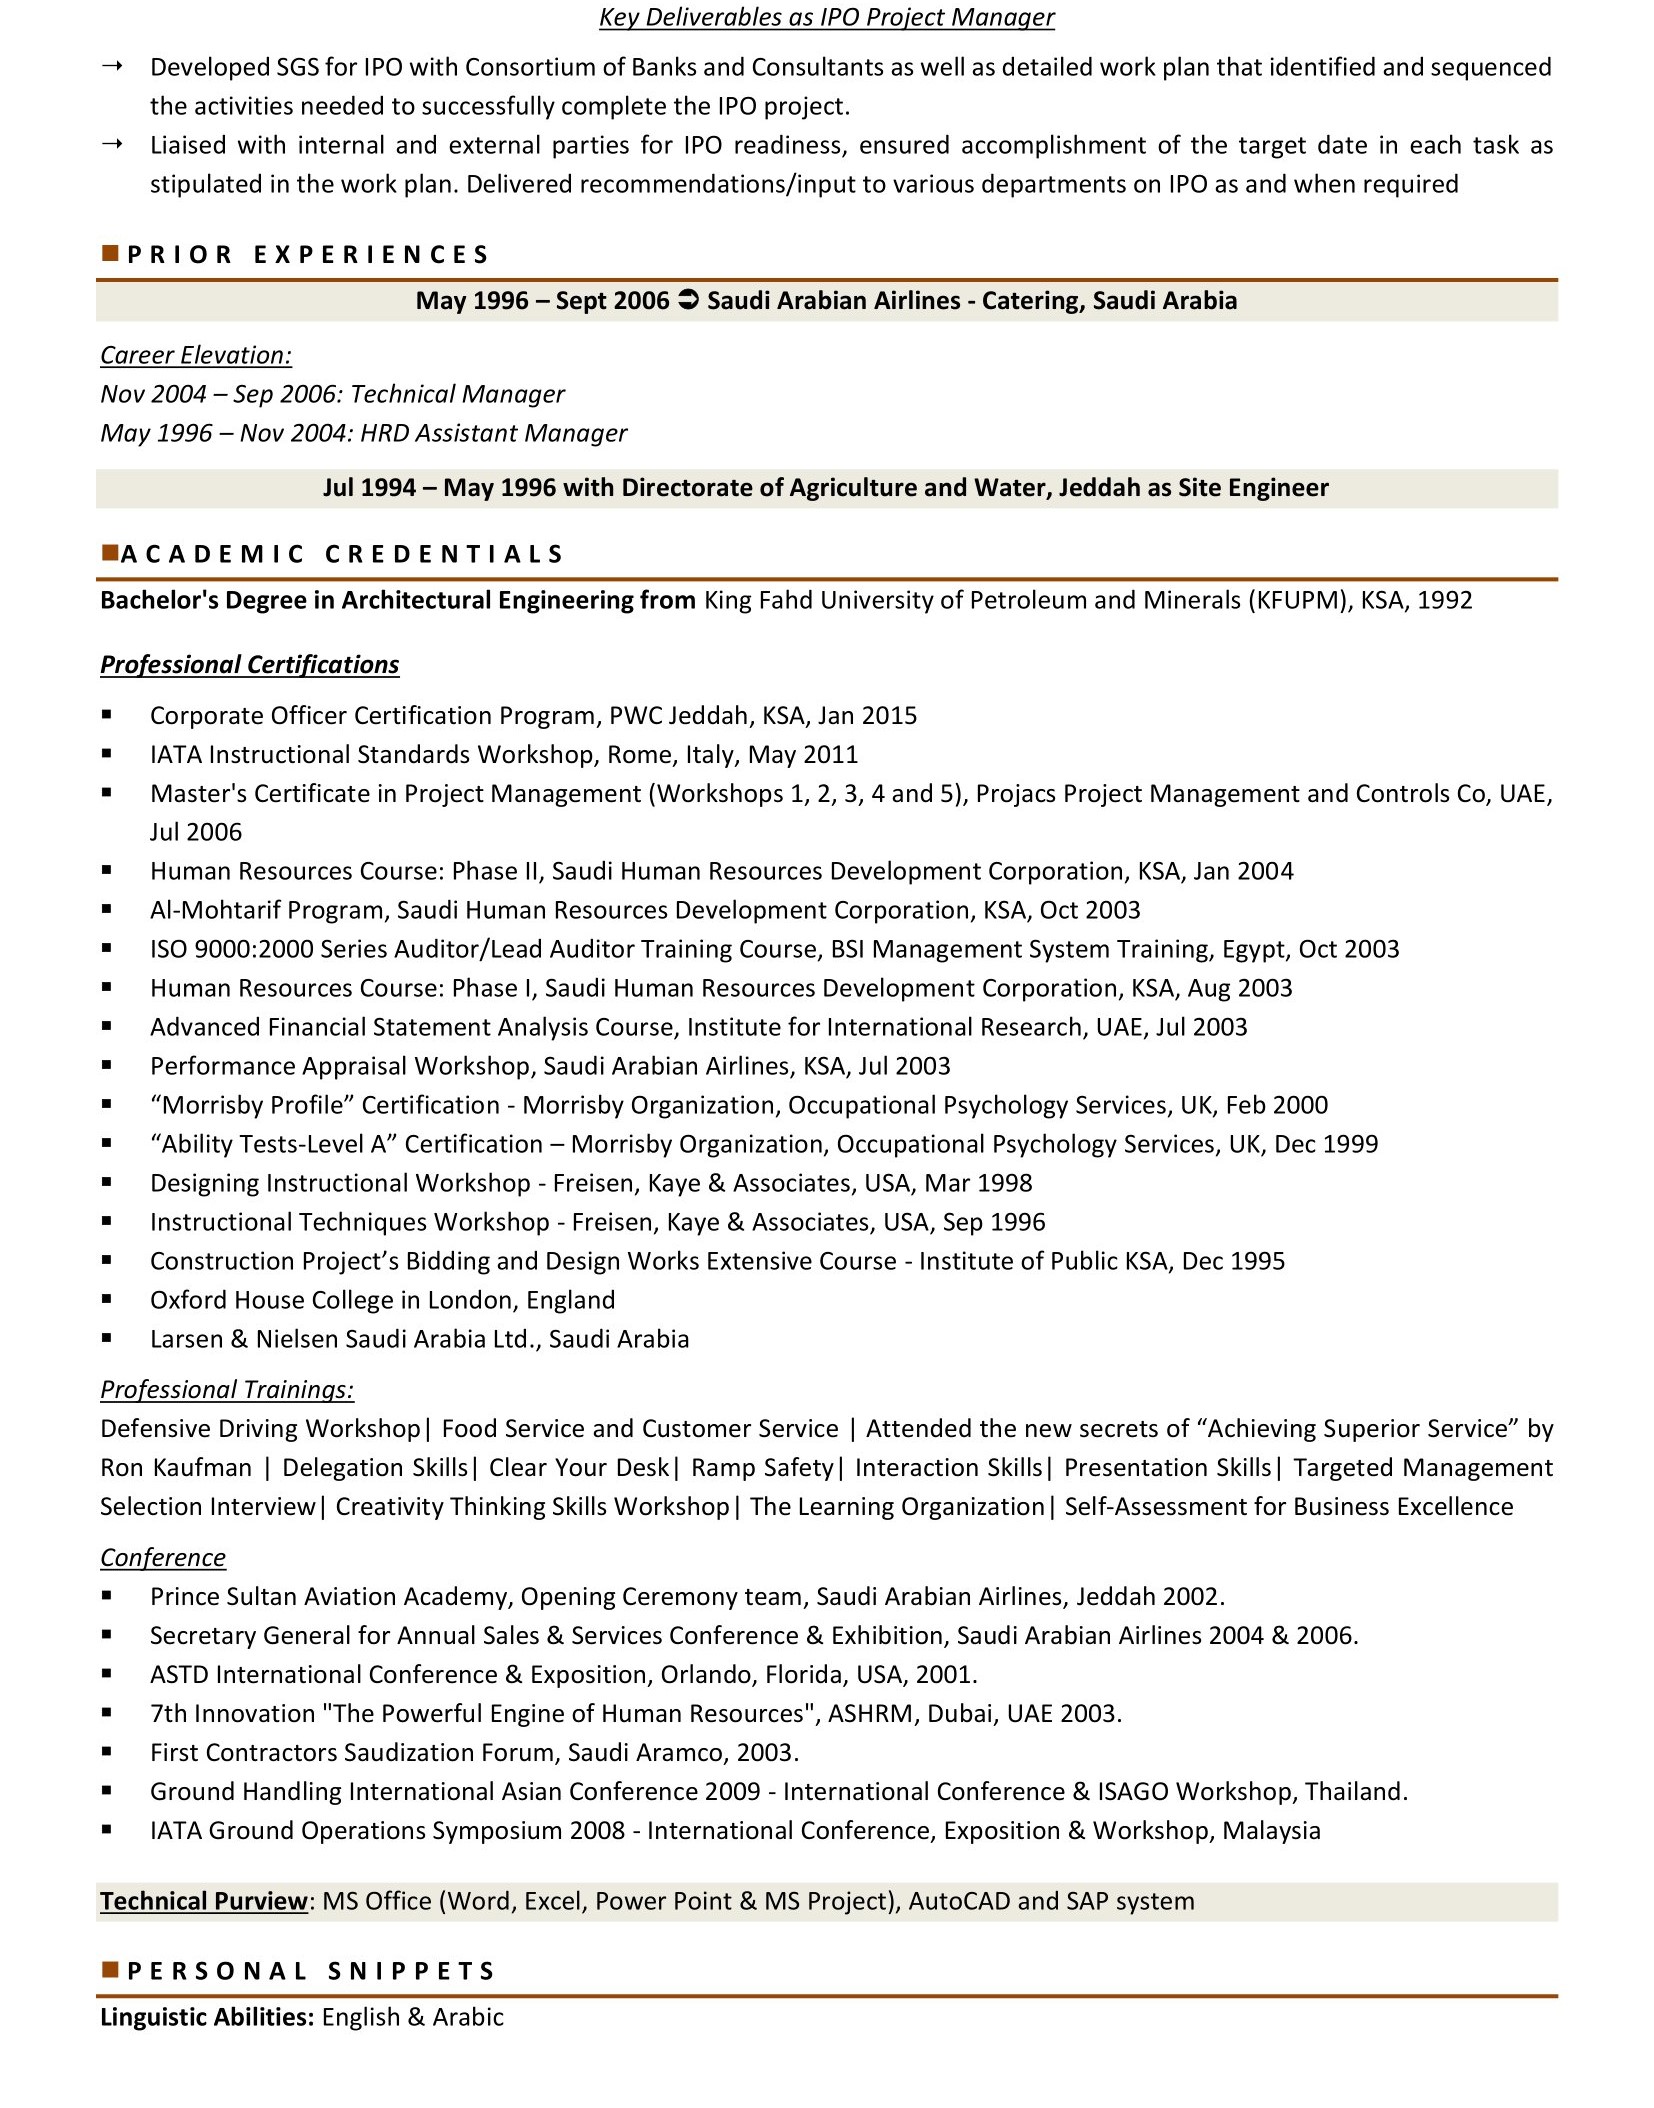 Key Deliverables as IPO Project Manager
→ Developed SGS for IPO with Consortium of Banks and Consultants as well as detailed work plan that identified and sequenced
the activities needed to successfully complete the IPO project.
→ Liaised with internal and external parties for IPO readiness, ensured accomplishment of the target date in each task as
stipulated in the work plan. Delivered recommendations/input to various departments on IPO as and when required
■ PRIOR EXPERIENCES
May 1996 – Sept 2006 ➲ Saudi Arabian Airlines - Catering, Saudi Arabia
Career Elevation:
Nov 2004 – Sep 2006: Technical Manager
May 1996 – Nov 2004: HRD Assistant Manager
Jul 1994 – May 1996 with Directorate of Agriculture and Water, Jeddah as Site Engineer
■ACADEMIC CREDENTIALS
Bachelor's Degree in Architectural Engineering from King Fahd University of Petroleum and Minerals (KFUPM), KSA, 1992
Professional Certifications
▪ Corporate Officer Certification Program, PWC Jeddah, KSA, Jan 2015
▪ IATA Instructional Standards Workshop, Rome, Italy, May 2011
▪ Master's Certificate in Project Management (Workshops 1, 2, 3, 4 and 5), Projacs Project Management and Controls Co, UAE,
Jul 2006
▪ Human Resources Course: Phase II, Saudi Human Resources Development Corporation, KSA, Jan 2004
▪ Al-Mohtarif Program, Saudi Human Resources Development Corporation, KSA, Oct 2003
▪ ISO 9000:2000 Series Auditor/Lead Auditor Training Course, BSI Management System Training, Egypt, Oct 2003
▪ Human Resources Course: Phase I, Saudi Human Resources Development Corporation, KSA, Aug 2003
▪ Advanced Financial Statement Analysis Course, Institute for International Research, UAE, Jul 2003
▪ Performance Appraisal Workshop, Saudi Arabian Airlines, KSA, Jul 2003
▪ “Morrisby Profile” Certification - Morrisby Organization, Occupational Psychology Services, UK, Feb 2000
▪ “Ability Tests-Level A” Certification – Morrisby Organization, Occupational Psychology Services, UK, Dec 1999
▪ Designing Instructional Workshop - Freisen, Kaye & Associates, USA, Mar 1998
▪ Instructional Techniques Workshop - Freisen, Kaye & Associates, USA, Sep 1996
▪ Construction Project’s Bidding and Design Works Extensive Course - Institute of Public KSA, Dec 1995
▪ Oxford House College in London, England
▪ Larsen & Nielsen Saudi Arabia Ltd., Saudi Arabia
Professional Trainings:
Defensive Driving Workshop| Food Service and Customer Service | Attended the new secrets of “Achieving Superior Service” by
Ron Kaufman | Delegation Skills| Clear Your Desk| Ramp Safety| Interaction Skills| Presentation Skills| Targeted Management
Selection Interview| Creativity Thinking Skills Workshop| The Learning Organization| Self-Assessment for Business Excellence
Conference
▪ Prince Sultan Aviation Academy, Opening Ceremony team, Saudi Arabian Airlines, Jeddah 2002.
▪ Secretary General for Annual Sales & Services Conference & Exhibition, Saudi Arabian Airlines 2004 & 2006.
▪ ASTD International Conference & Exposition, Orlando, Florida, USA, 2001.
▪ 7th Innovation "The Powerful Engine of Human Resources", ASHRM, Dubai, UAE 2003.
▪ First Contractors Saudization Forum, Saudi Aramco, 2003.
▪ Ground Handling International Asian Conference 2009 - International Conference & ISAGO Workshop, Thailand.
▪ IATA Ground Operations Symposium 2008 - International Conference, Exposition & Workshop, Malaysia
Technical Purview: MS Office (Word, Excel, Power Point & MS Project), AutoCAD and SAP system
■ PERSONAL SNIPPETS
Linguistic Abilities: English & Arabic